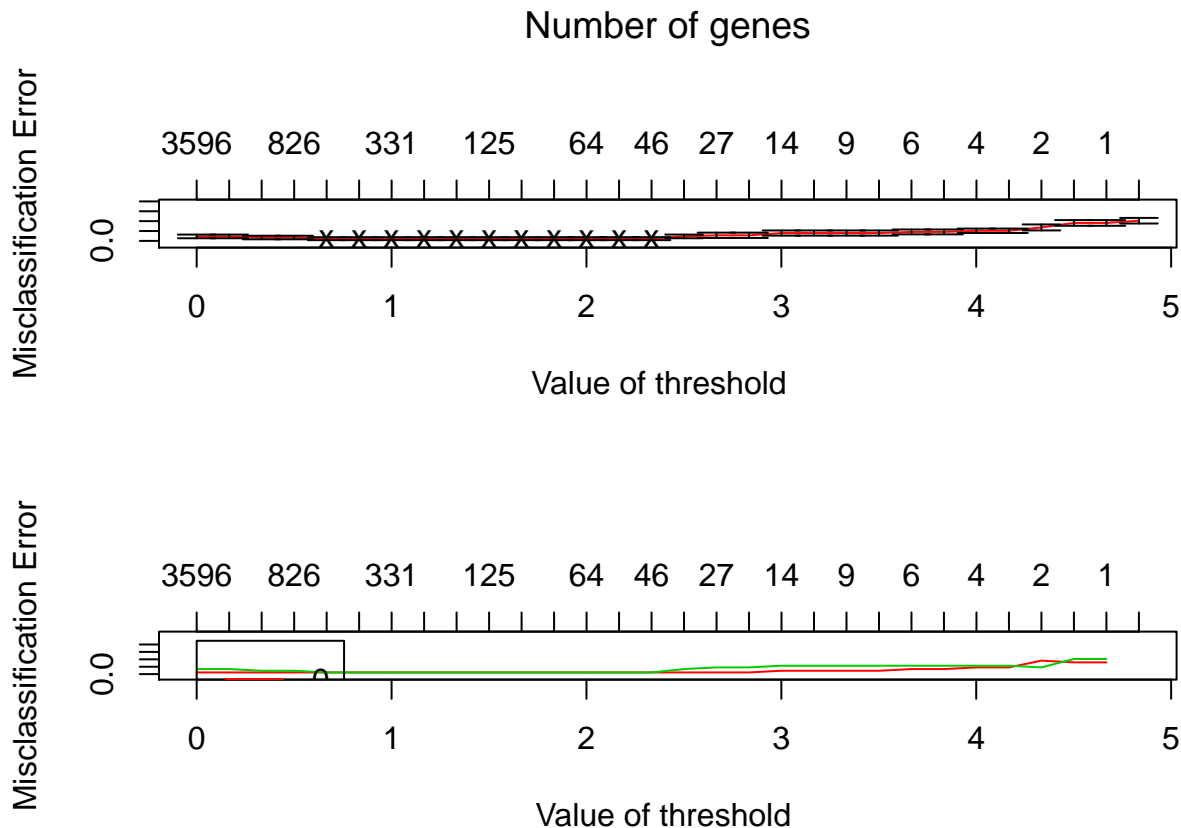 Number of genes
Misclassification Error
3596 826 331 125 64 46 27 14 9 6 4 2 1
0.0
X X X X X X X X X X X
0 1 2 3 4 5
Value of threshold
Misclassification Error
3596 826 331 125 64 46 27 14 9 6 4 2 1
0.0
0 1 2 3 4 5
Value of threshold